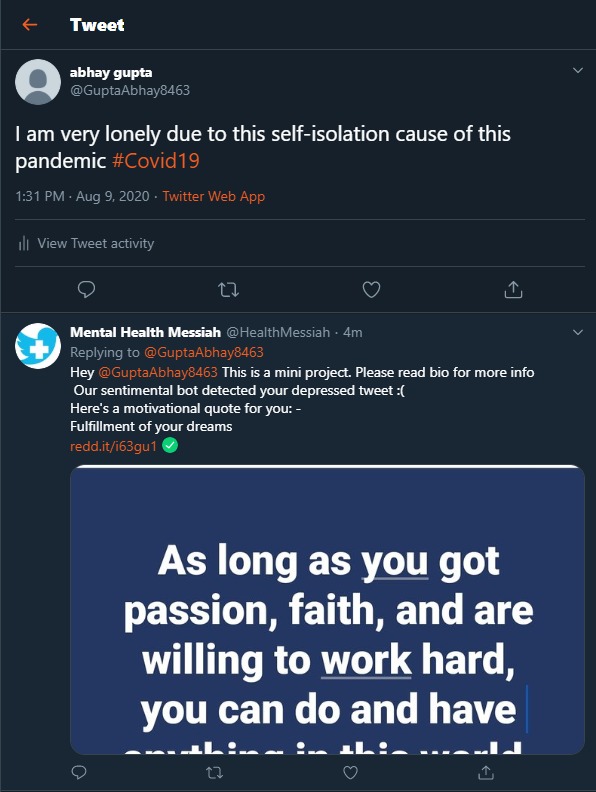 Tweet
abhay gupta
@GuptaAbhay8463
I am very lonely due to this self-isolation cause of this
pandemic #Covid19
1:31 PM · Aug 9, 2020 · Twitter Web App
View Tweet activity
Mental Health Messiah @HealthMessiah · 4m
Replying to @GuptaAbhay8463
Hey @GuptaAbhay8463 This is a mini project. Please read bio for more info
Our sentimental bot detected your depressed tweet :(
Here's a motivational quote for you: -
Fulfillment of your dreams
redd.it/i63gu1
As long as you got
passion, faith, and are
willing to work hard,
you can do and have
anything in this world